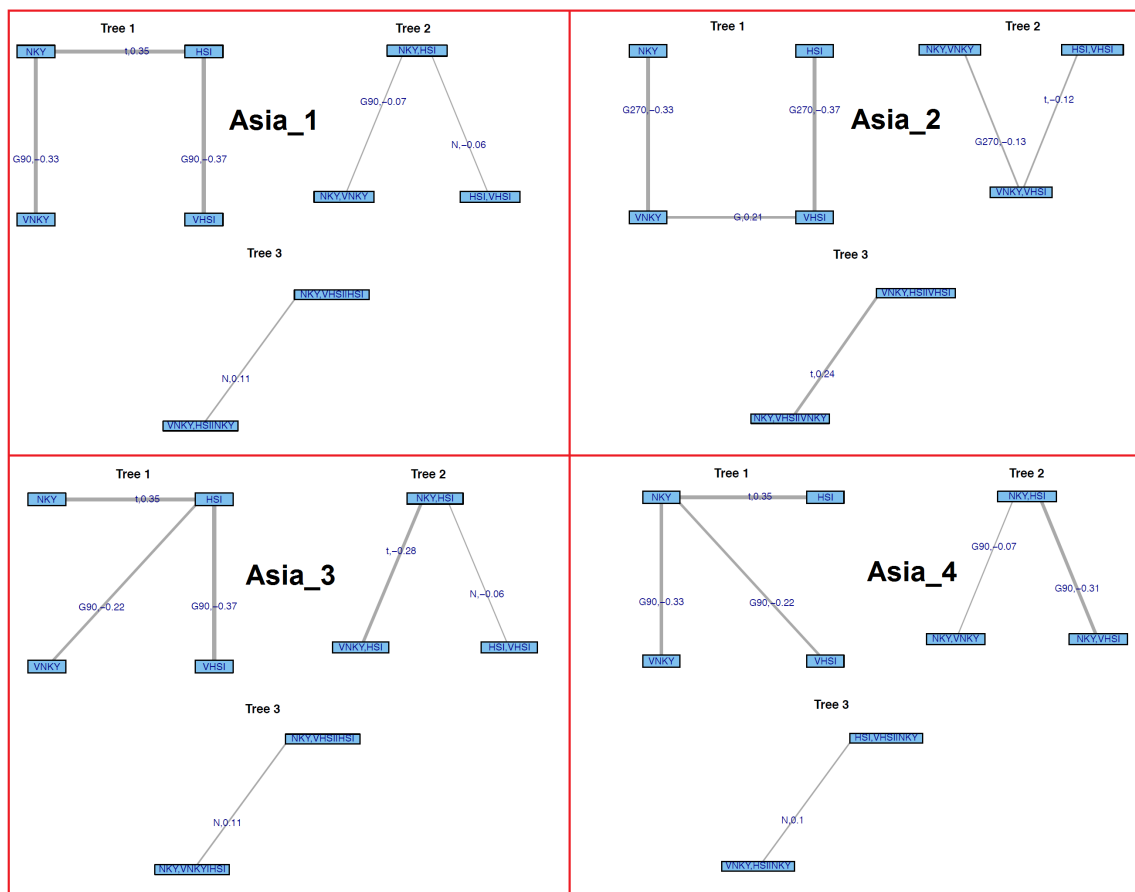 Tree 1
Tree 2
NKY
t,0.35
HSI
NKY,HSI
G90,−0.07
Asia_1
N,−0.06
G90,−0.33
G90,−0.37
NKY,VNKY
HSI,VHSI
VNKY
VHSI
Tree 3
NKY,VHSI|HSI
N,0.11
VNKY,HSI|NKY
Tree 1
Tree 2
NKY
HSI
NKY,VNKY
HSI,VHSI
G270,−0.33
G270,−0.37
Asia_2
t,−0.12
G270,−0.13
VNKY,VHSI
VNKY
G,0.21
VHSI
Tree 3
VNKY,HSI|VHSI
t,0.24
NKY,VHSI|VNKY
Tree 1
Tree 2
NKY
t,0.35
HSI
NKY,HSI
t,−0.28
Asia_3
N,−0.06
G90,−0.22
G90,−0.37
VNKY,HSI
HSI,VHSI
VNKY
VHSI
Tree 3
NKY,VHSI|HSI
N,0.11
NKY,VNKY|HSI
Tree 1
Tree 2
NKY
t,0.35
HSI
NKY,HSI
G90,−0.07
Asia_4
G90,−0.31
G90,−0.33
G90,−0.22
NKY,VNKY
NKY,VHSI
VNKY
VHSI
Tree 3
HSI,VHSI|NKY
N,0.1
VNKY,HSI|NKY